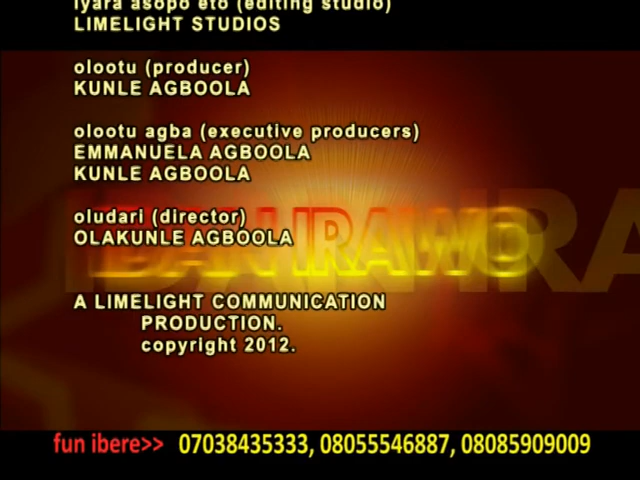 iyara asopo eto (editing studio)
LIMELIGHT STUDIOS
olootu (producer)
KUNLE AGBOOLA
olootu agba (executive producers)
EMMANUELA AGBOOLA
KUNLE AGBOOLA
oludari (director)
OLAKUNLE AGBOOLA
A LIMELIGHT COMMUNICATION
PRODUCTION.
copyright 2012.
fun ibere>> 07038435333, 08055546887, 08085909009